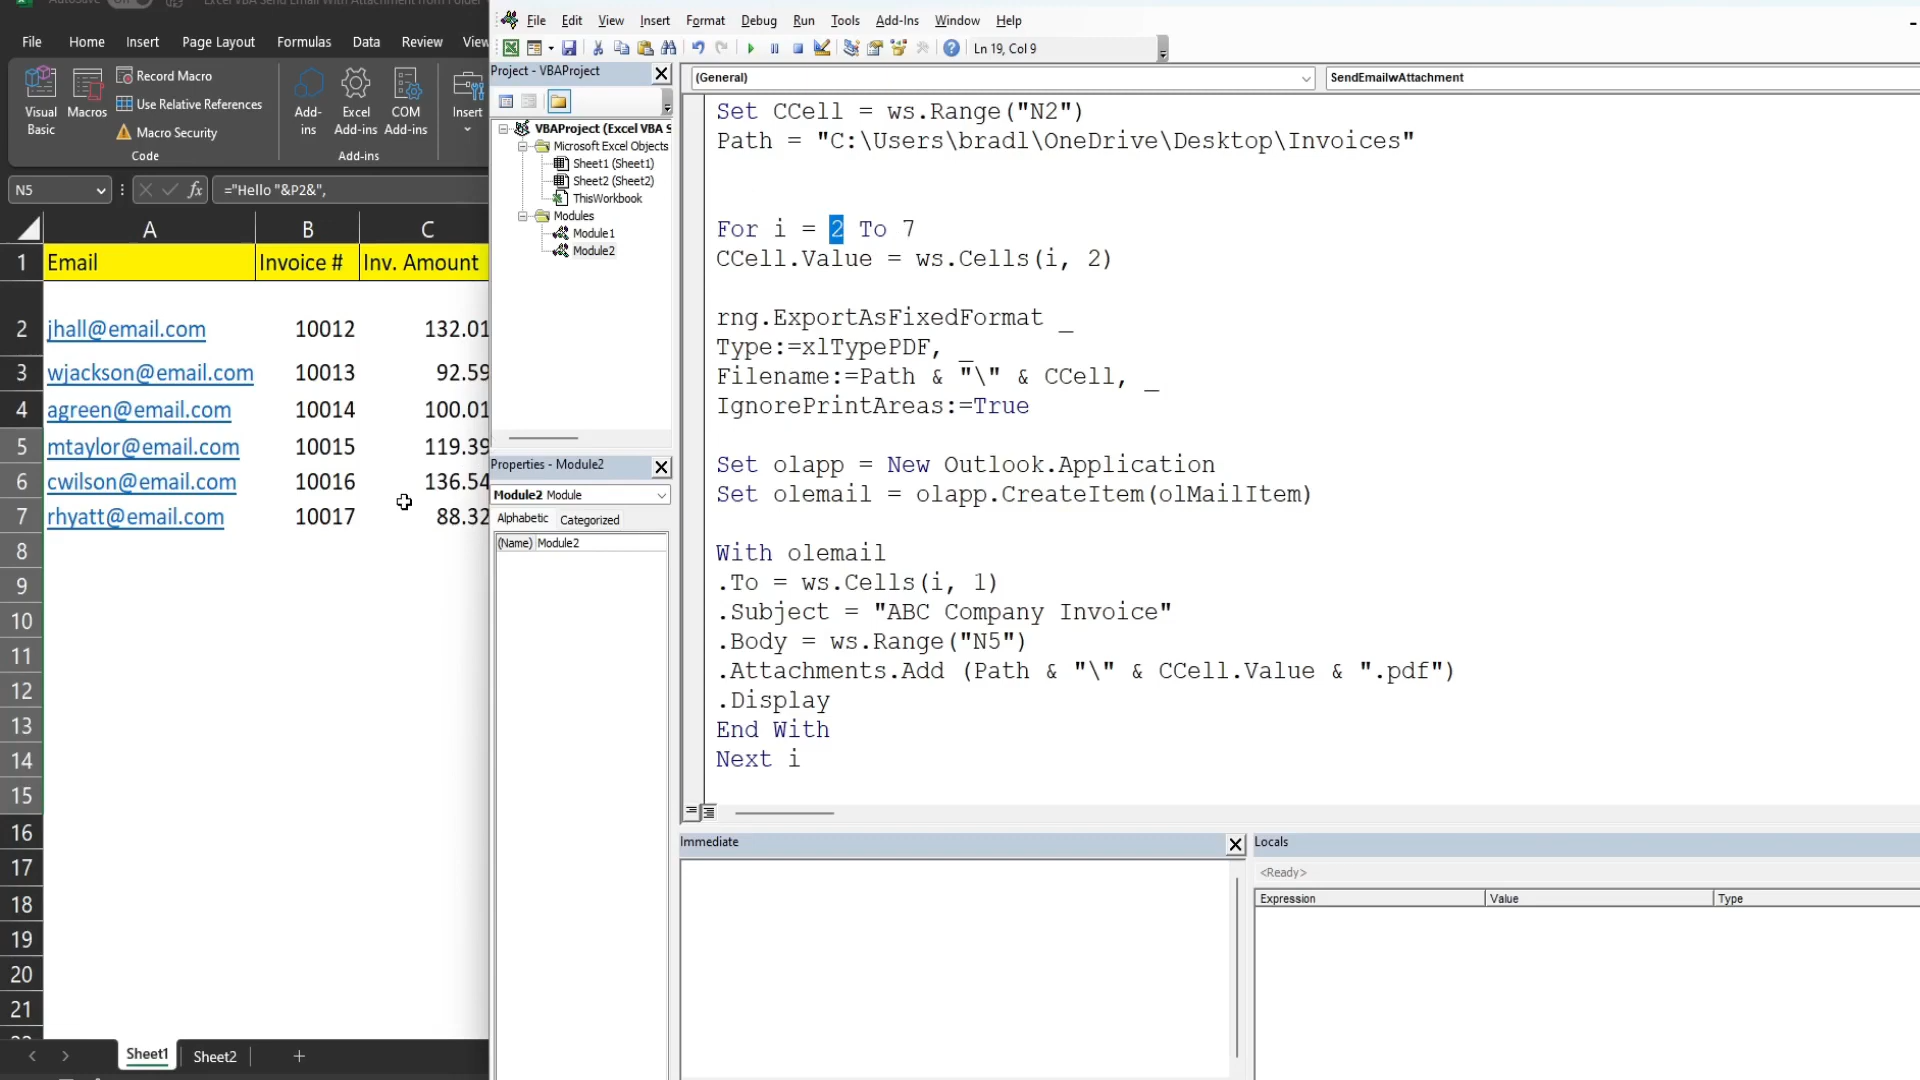 Excel VBA Send Email With Attachment from Folder
File Home Insert Page Layout Formulas Data Review View
Visual Basic
Macros
Record Macro
Use Relative References
Macro Security
Code
Add-ins
Excel Add-ins
COM Add-ins
Add-ins
Insert
N5
fx
="Hello "&P2&",
A B C
1 Email Invoice # Inv. Amount
2 jhall@email.com 10012 132.01
3 wjackson@email.com 10013 92.59
4 agreen@email.com 10014 100.01
5 mtaylor@email.com 10015 119.39
6 cwilson@email.com 10016 136.54
7 rhyatt@email.com 10017 88.32
8
9
10
11
12
13
14
15
16
17
18
19
20
21
Sheet1 Sheet2 +
File Edit View Insert Format Debug Run Tools Add-Ins Window Help
Ln 19, Col 9
Project - VBAProject
VBAProject (Excel VBA S
Microsoft Excel Objects
Sheet1 (Sheet1)
Sheet2 (Sheet2)
ThisWorkbook
Modules
Module1
Module2
Properties - Module2
Module2 Module
Alphabetic Categorized
(Name) Module2
(General) SendEmailwAttachment
Set CCell = ws.Range("N2")
Path = "C:\Users\bradl\OneDrive\Desktop\Invoices"
For i = 2 To 7
CCell.Value = ws.Cells(i, 2)
rng.ExportAsFixedFormat _
Type:=xlTypePDF, _
Filename:=Path & "\" & CCell, _
IgnorePrintAreas:=True
Set olapp = New Outlook.Application
Set olemail = olapp.CreateItem(olMailItem)
With olemail
.To = ws.Cells(i, 1)
.Subject = "ABC Company Invoice"
.Body = ws.Range("N5")
.Attachments.Add (Path & "\" & CCell.Value & ".pdf")
.Display
End With
Next i
Immediate
Locals
<Ready>
Expression Value Type